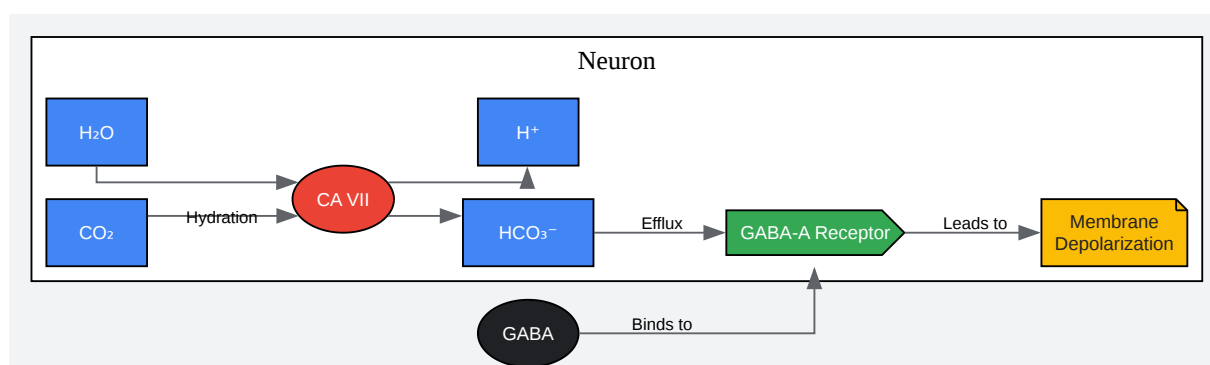 Neuron
H₂O
H⁺
CA VII
CO₂
Hydration
HCO₃⁻
Efflux
GABA-A Receptor
Leads to
Membrane
Depolarization
GABA
Binds to